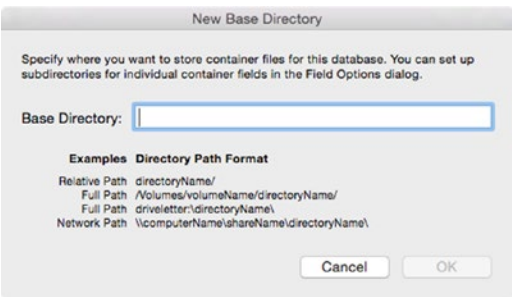 New Base Directory
Specify where you want to store container files for this database. You can set up
subdirectories for individual container fields in the Field Options dialog.
Base Directory:
Examples Directory Path Format
Relative Path directoryName/
Full Path /Volumes/volumeName/directoryName/
Full Path driveletter:\directoryName\
Network Path \\computerName\shareName\directoryName\
Cancel OK